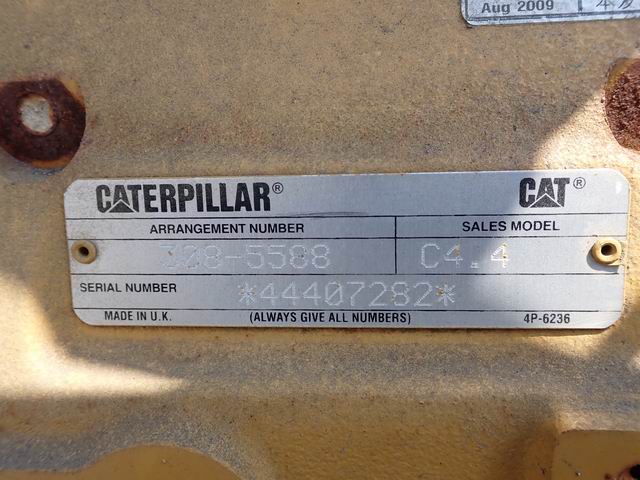 Aug 2009
CATERPILLAR® CAT®
ARRANGEMENT NUMBER SALES MODEL
308-5588 C4.4
SERIAL NUMBER *44407282*
MADE IN U.K. (ALWAYS GIVE ALL NUMBERS) 4P-6236